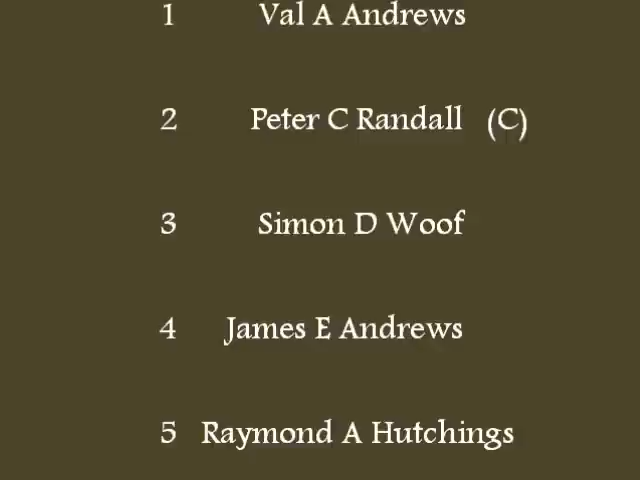 1 Val A Andrews
2 Peter C Randall (C)
3 Simon D Woof
4 James E Andrews
5 Raymond A Hutchings